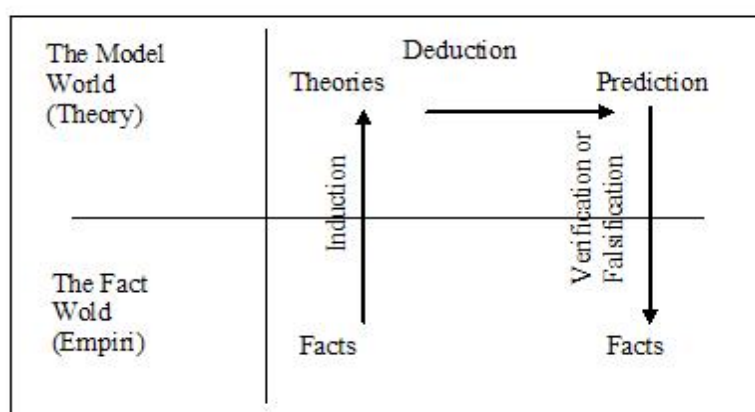 The Model
World
(Theory)
Deduction
Theories
Prediction
Induction
Verification or
Falsification
The Fact
Wold
(Empiri)
Facts
Facts